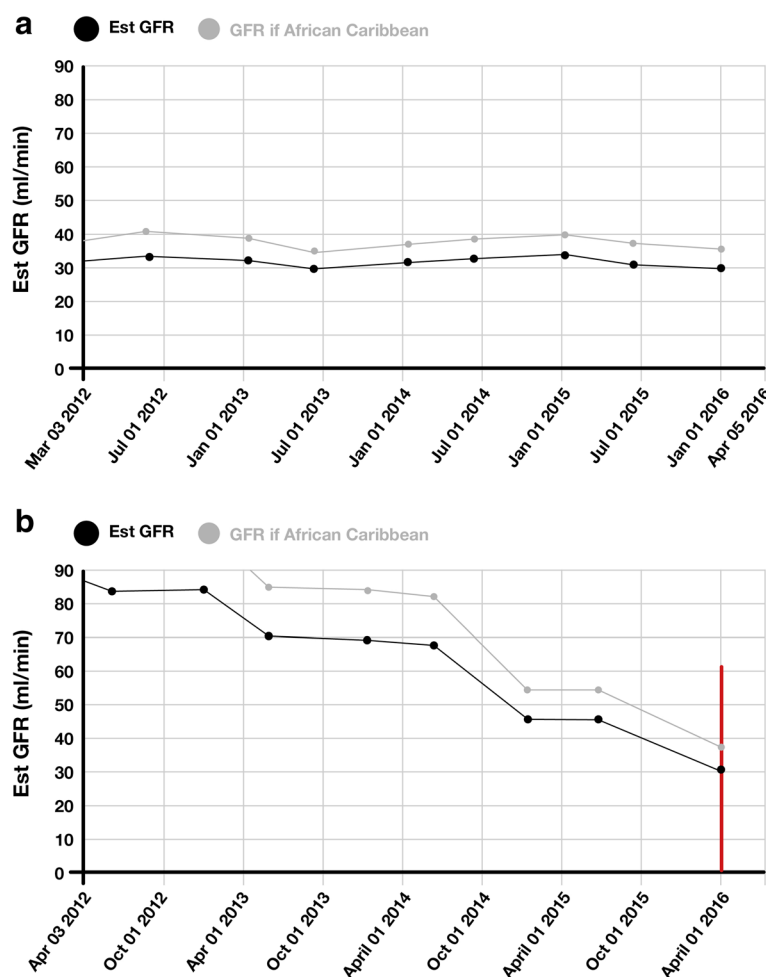 a
Est GFR
GFR if African Caribbean
Est GFR (ml/min)
90
80
70
60
50
40
30
20
10
0
Mar 03 2012
Jul 01 2012
Jan 01 2013
Jul 01 2013
Jan 01 2014
Jul 01 2014
Jan 01 2015
Jul 01 2015
Jan 01 2016
Apr 05 2016
b
Est GFR
GFR if African Caribbean
Est GFR (ml/min)
90
80
70
60
50
40
30
20
10
0
Apr 03 2012
Oct 01 2012
Apr 01 2013
Oct 01 2013
April 01 2014
Oct 01 2014
April 01 2015
Oct 01 2015
April 01 2016